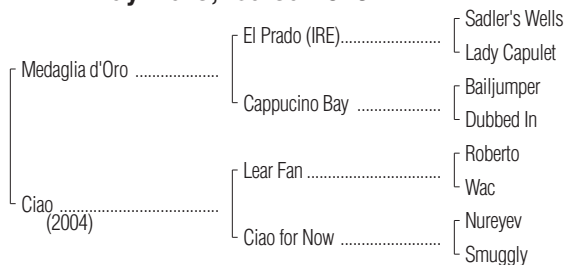 Sadler's Wells
El Prado (IRE)....................
Lady Capulet
Medaglia d'Oro ....................
Bailjumper
Cappucino Bay ....................
Dubbed In
Roberto
Lear Fan ....................
Wac
Ciao ....................
(2004)
Nureyev
Ciao for Now ....................
Smuggly